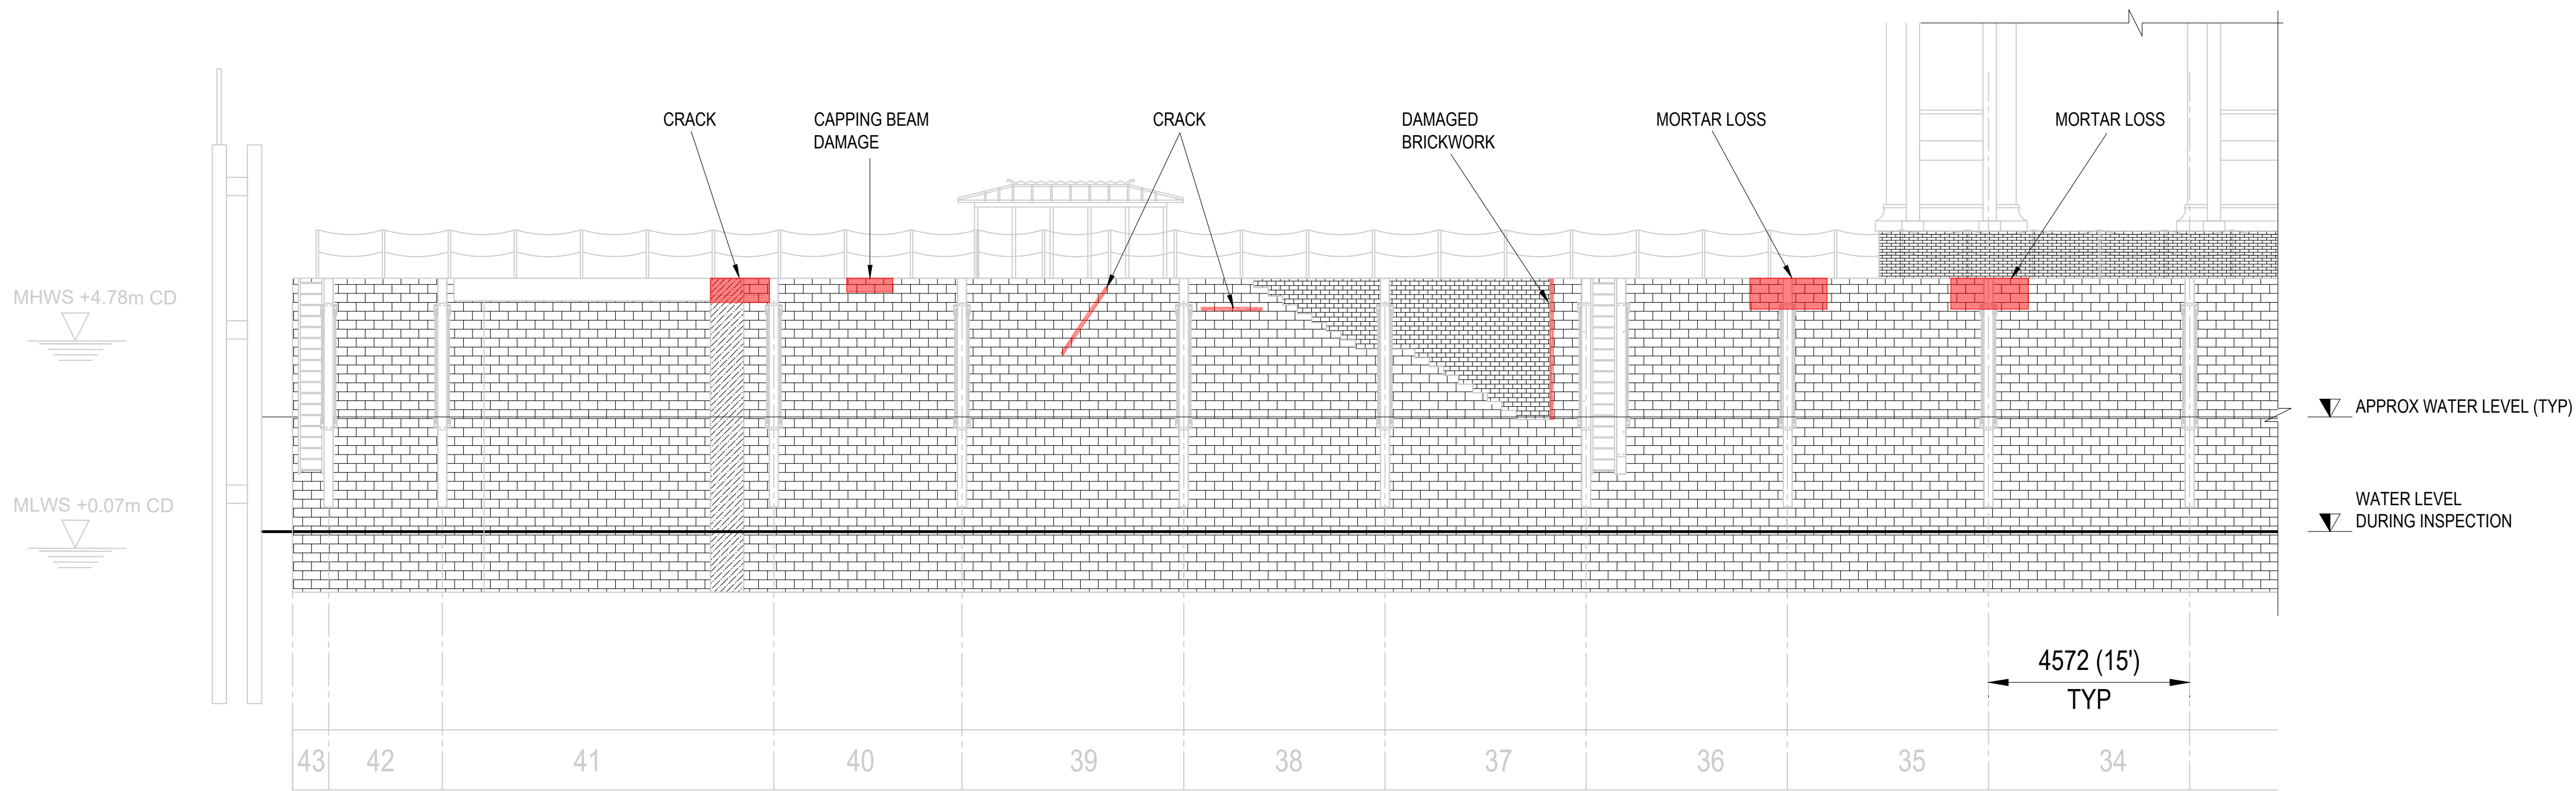 CRACK
CAPPING BEAM
DAMAGE
CRACK
DAMAGED
BRICKWORK
MORTAR LOSS
MORTAR LOSS
MHWS +4.78m CD
APPROX WATER LEVEL (TYP)
MLWS +0.07m CD
WATER LEVEL
DURING INSPECTION
4572 (15')
TYP
43 42 41 40 39 38 37 36 35 34